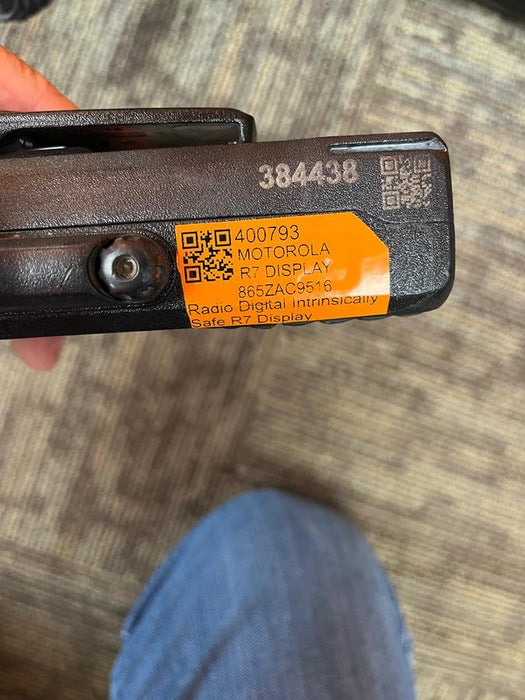 384438
400793
MOTOROLA
R7 DISPLAY
865ZAC9516
Radio Digital Intrinsically
Safe R7 Display